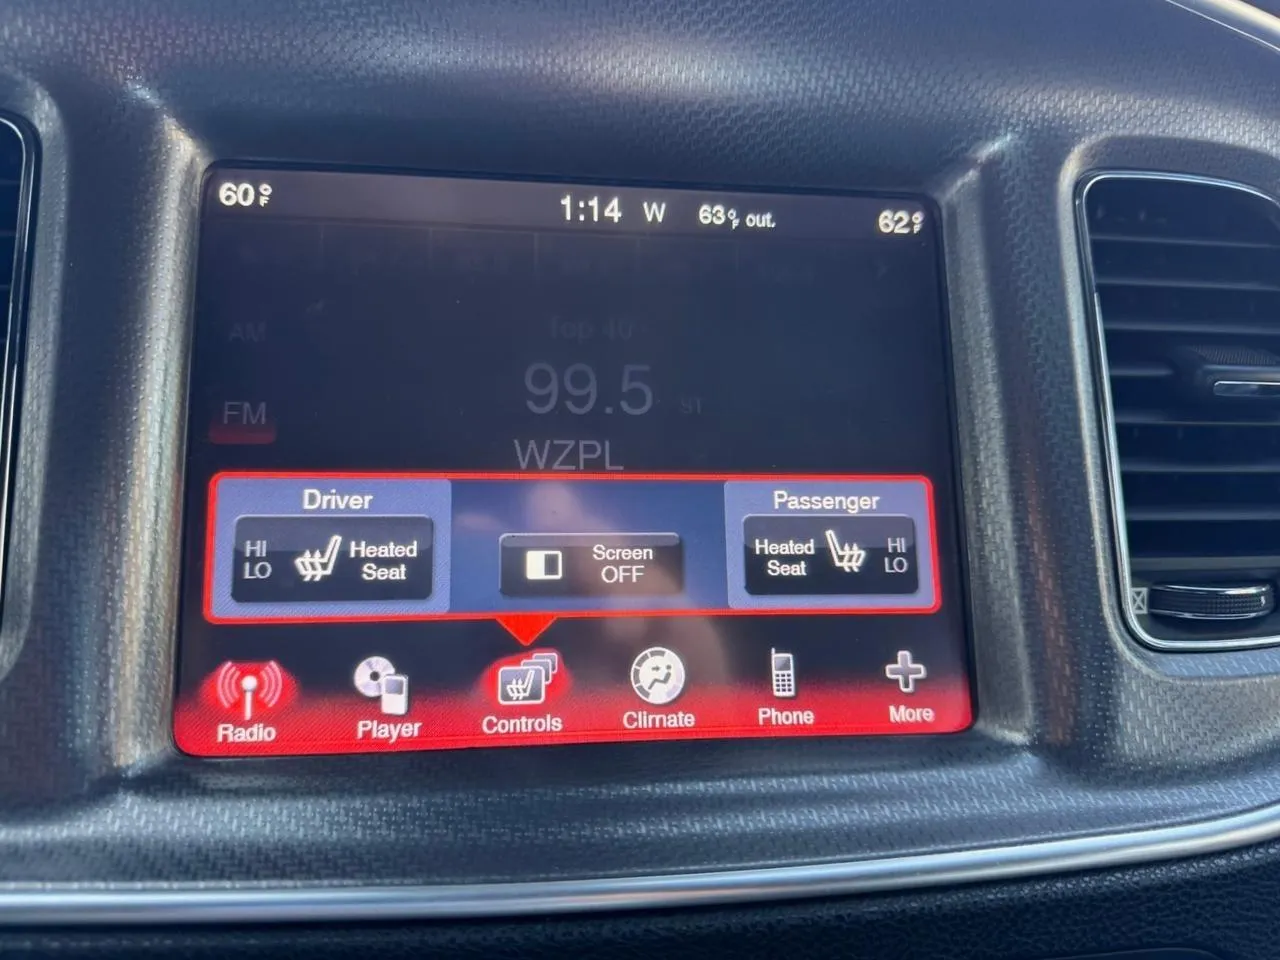 60°F 1:14 W 63°F out. 62°F
AM
Top 40
99.5 ST
FM
WZPL
Driver
HI
LO
Heated
Seat
Screen
OFF
Passenger
Heated
Seat
HI
LO
Radio
Player
Controls
Climate
Phone
More